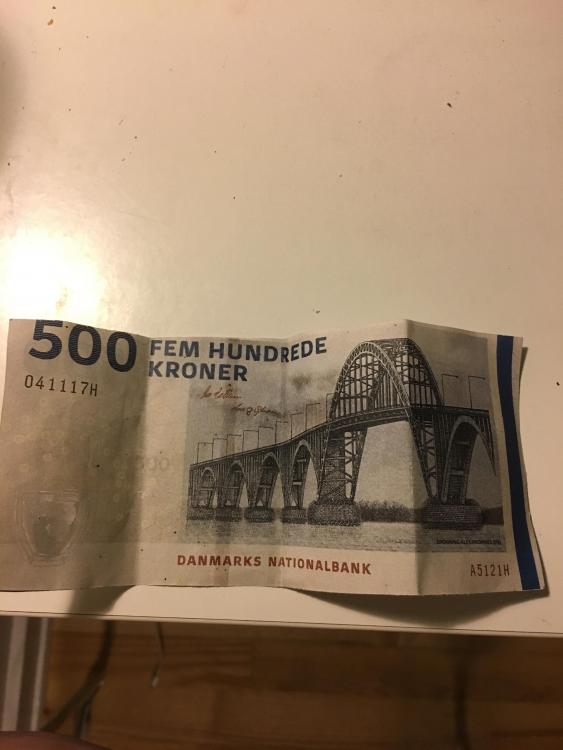 500 FEM HUNDREDE
KRONER
041117H
DANMARKS NATIONALBANK
A5121H